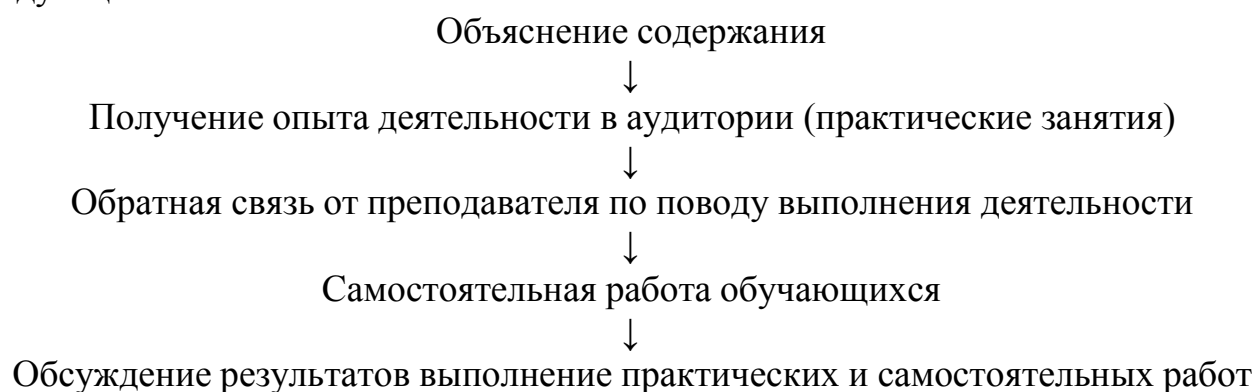 Объяснение содержания
↓
Получение опыта деятельности в аудитории (практические занятия)
↓
Обратная связь от преподавателя по поводу выполнения деятельности
↓
Самостоятельная работа обучающихся
↓
Обсуждение результатов выполнение практических и самостоятельных работ